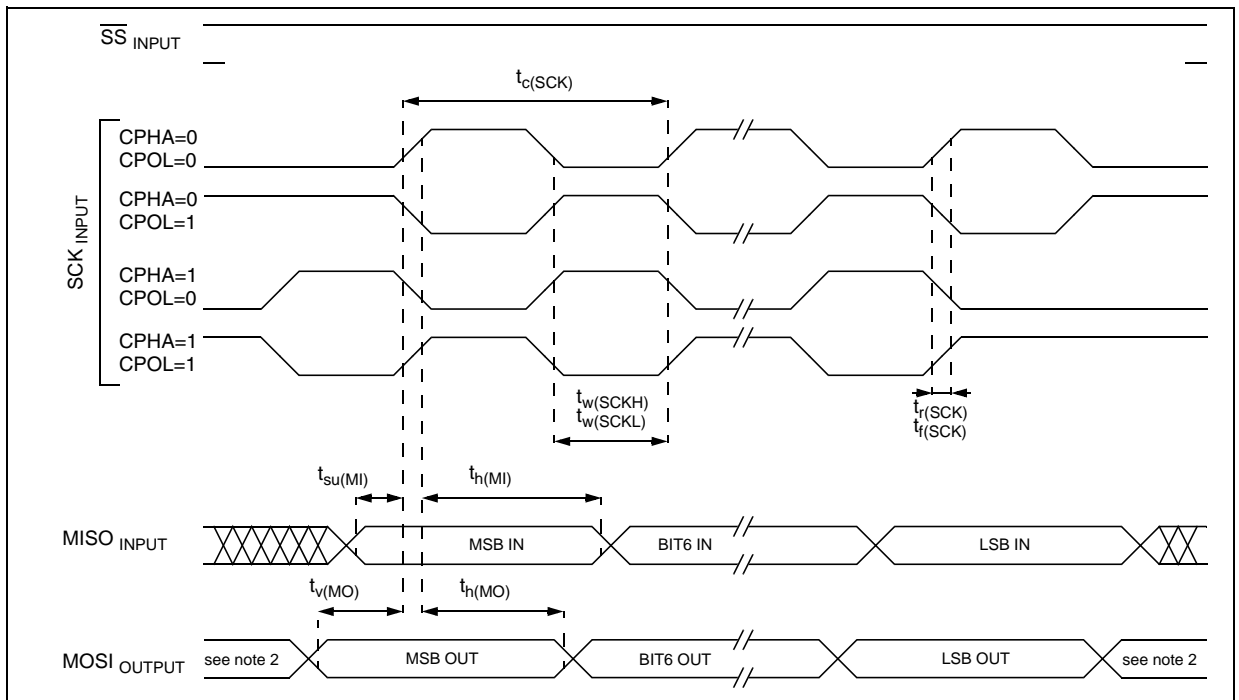 SS INPUT
tc(SCK)
SCK INPUT
CPHA=0
CPOL=0
CPHA=0
CPOL=1
CPHA=1
CPOL=0
CPHA=1
CPOL=1
tw(SCKH)
tw(SCKL)
tr(SCK)
tf(SCK)
tsu(MI)
th(MI)
MISO INPUT
MSB IN
BIT6 IN
LSB IN
tv(MO)
th(MO)
MOSI OUTPUT
see note 2
MSB OUT
BIT6 OUT
LSB OUT
see note 2